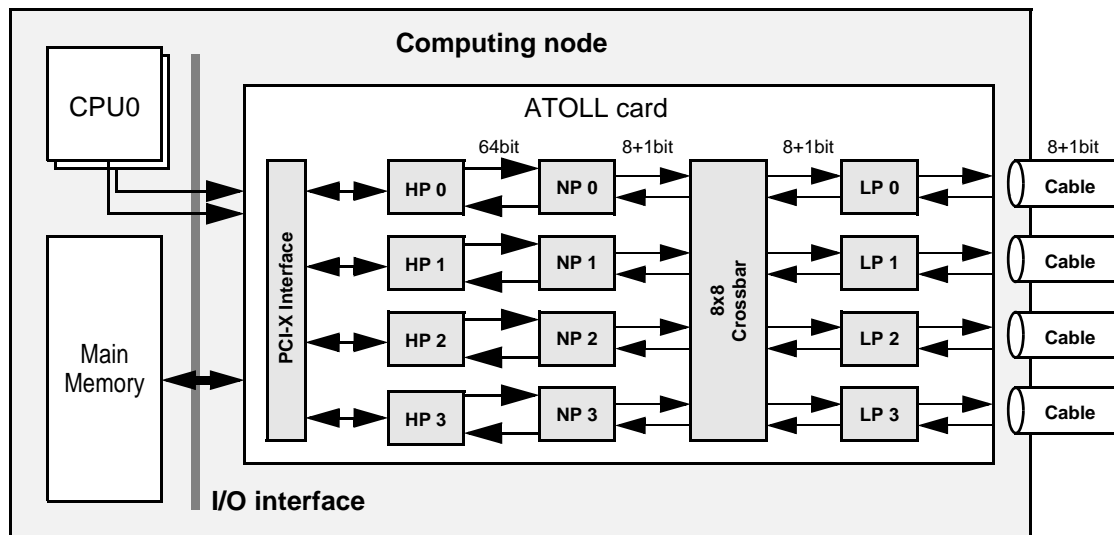 Computing node
CPU0
ATOLL card
64bit
8+1bit
8+1bit
8+1bit
HP 0
NP 0
LP 0
Cable
HP 1
NP 1
LP 1
Cable
PCI-X Interface
8x8
Crossbar
HP 2
NP 2
LP 2
Cable
Main
Memory
HP 3
NP 3
LP 3
Cable
I/O interface